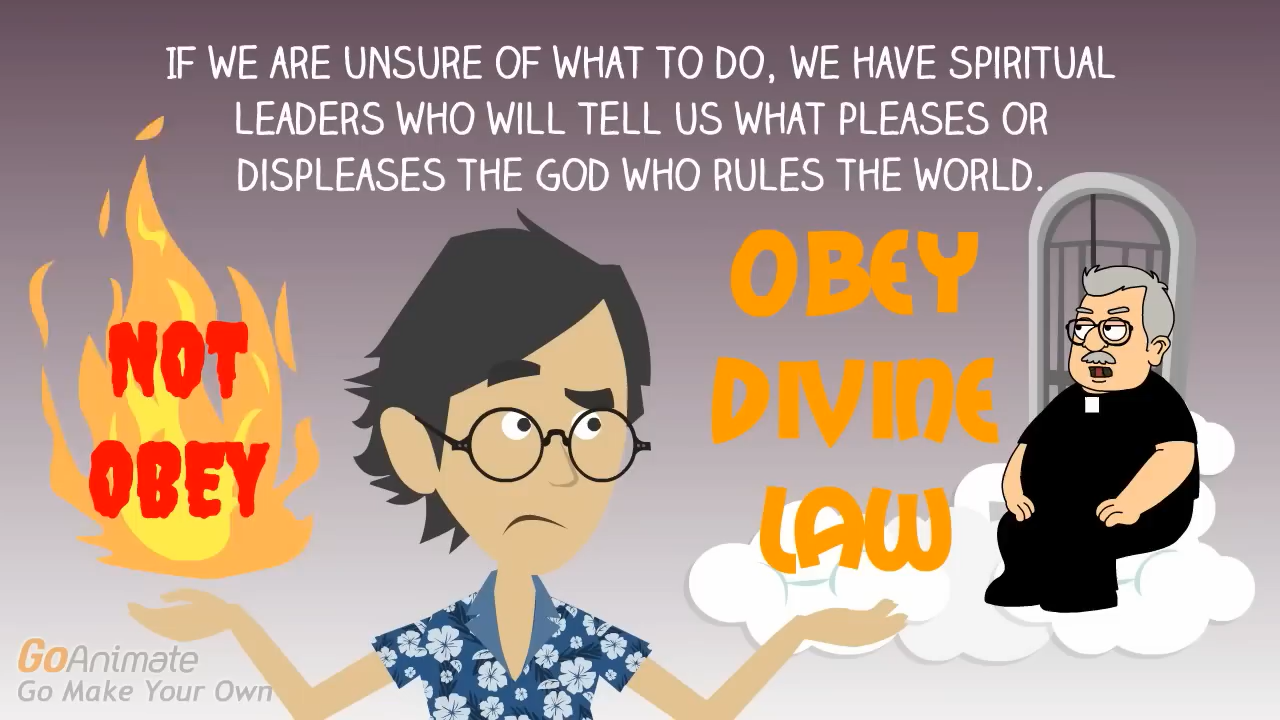 IF WE ARE UNSURE OF WHAT TO DO, WE HAVE SPIRITUAL
LEADERS WHO WILL TELL US WHAT PLEASES OR
DISPLEASES THE GOD WHO RULES THE WORLD.
NOT
OBEY
OBEY
DIVINE
LAW
GoAnimate
Go Make Your Own